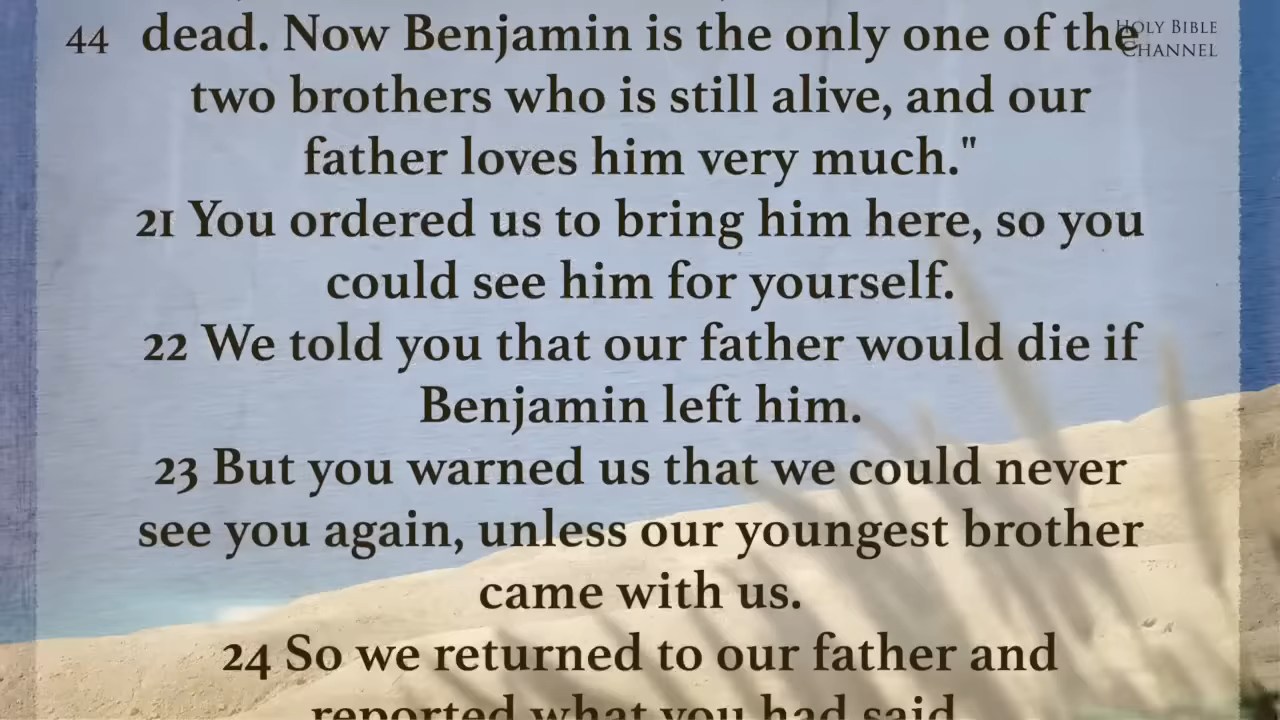 44 dead. Now Benjamin is the only one of the
HOLY BIBLE
CHANNEL
two brothers who is still alive, and our
father loves him very much."
21 You ordered us to bring him here, so you
could see him for yourself.
22 We told you that our father would die if
Benjamin left him.
23 But you warned us that we could never
see you again, unless our youngest brother
came with us.
24 So we returned to our father and
reported what you had said.